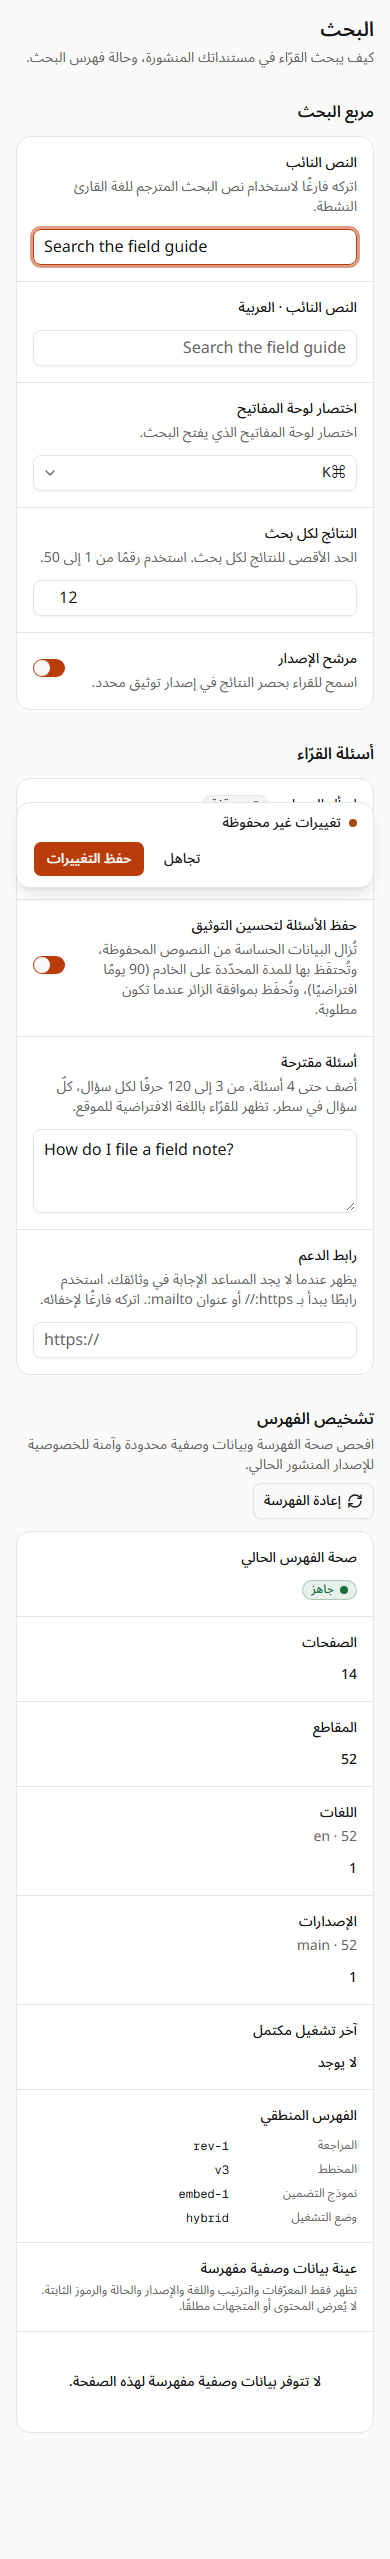 البحث
كيف يبحث القرّاء في مستنداتك المنشورة، وحالة فهرس البحث.
مربع البحث
النص النائب
اتركه فارغًا لاستخدام نص البحث المترجم للغة القارئ
النشطة.
Search the field guide
النص النائب · العربية
Search the field guide
اختصار لوحة المفاتيح
اختصار لوحة المفاتيح الذي يفتح البحث.
⌘K
النتائج لكل بحث
الحد الأقصى للنتائج لكل بحث. استخدم رقمًا من 1 إلى 50.
12
مرشح الإصدار
اسمح للقراء بحصر النتائج في إصدار توثيق محدد.
أسئلة القرّاء
تغييرات غير محفوظة
تجاهل
حفظ التغييرات
حفظ الأسئلة لتحسين التوثيق
تُزال البيانات الحساسة من النصوص المحفوظة،
وتُحتفَظ بها للمدة المحدّدة على الخادم (90 يومًا
افتراضيًا)، وتُحفَظ بموافقة الزائر عندما تكون
مطلوبة.
أسئلة مقترحة
أضف حتى 4 أسئلة، من 3 إلى 120 حرفًا لكل سؤال، كلّ
سؤال في سطر. تظهر للقرّاء باللغة الافتراضية للموقع.
How do I file a field note?
رابط الدعم
يظهر عندما لا يجد المساعد الإجابة في وثائقك. استخدم
رابطًا يبدأ بـ https:// أو عنوان mailto:. اتركه فارغًا لإخفائه.
https://
تشخيص الفهرس
افحص صحة الفهرسة وبيانات وصفية محدودة وآمنة للخصوصية
للإصدار المنشور الحالي.
إعادة الفهرسة
صحة الفهرس الحالي
جاهز
الصفحات
14
المقاطع
52
اللغات
en · 52
1
الإصدارات
main · 52
1
آخر تشغيل مكتمل
لا يوجد
الفهرس المنطقي
المراجعة rev-1
المخطط v3
نموذج التضمين embed-1
وضع التشغيل hybrid
عينة بيانات وصفية مفهرسة
تظهر فقط المعرّفات والترتيب واللغة والإصدار والحالة والرموز الثابتة.
لا يُعرض المحتوى أو المتجهات مطلقًا.
لا تتوفر بيانات وصفية مفهرسة لهذه الصفحة.